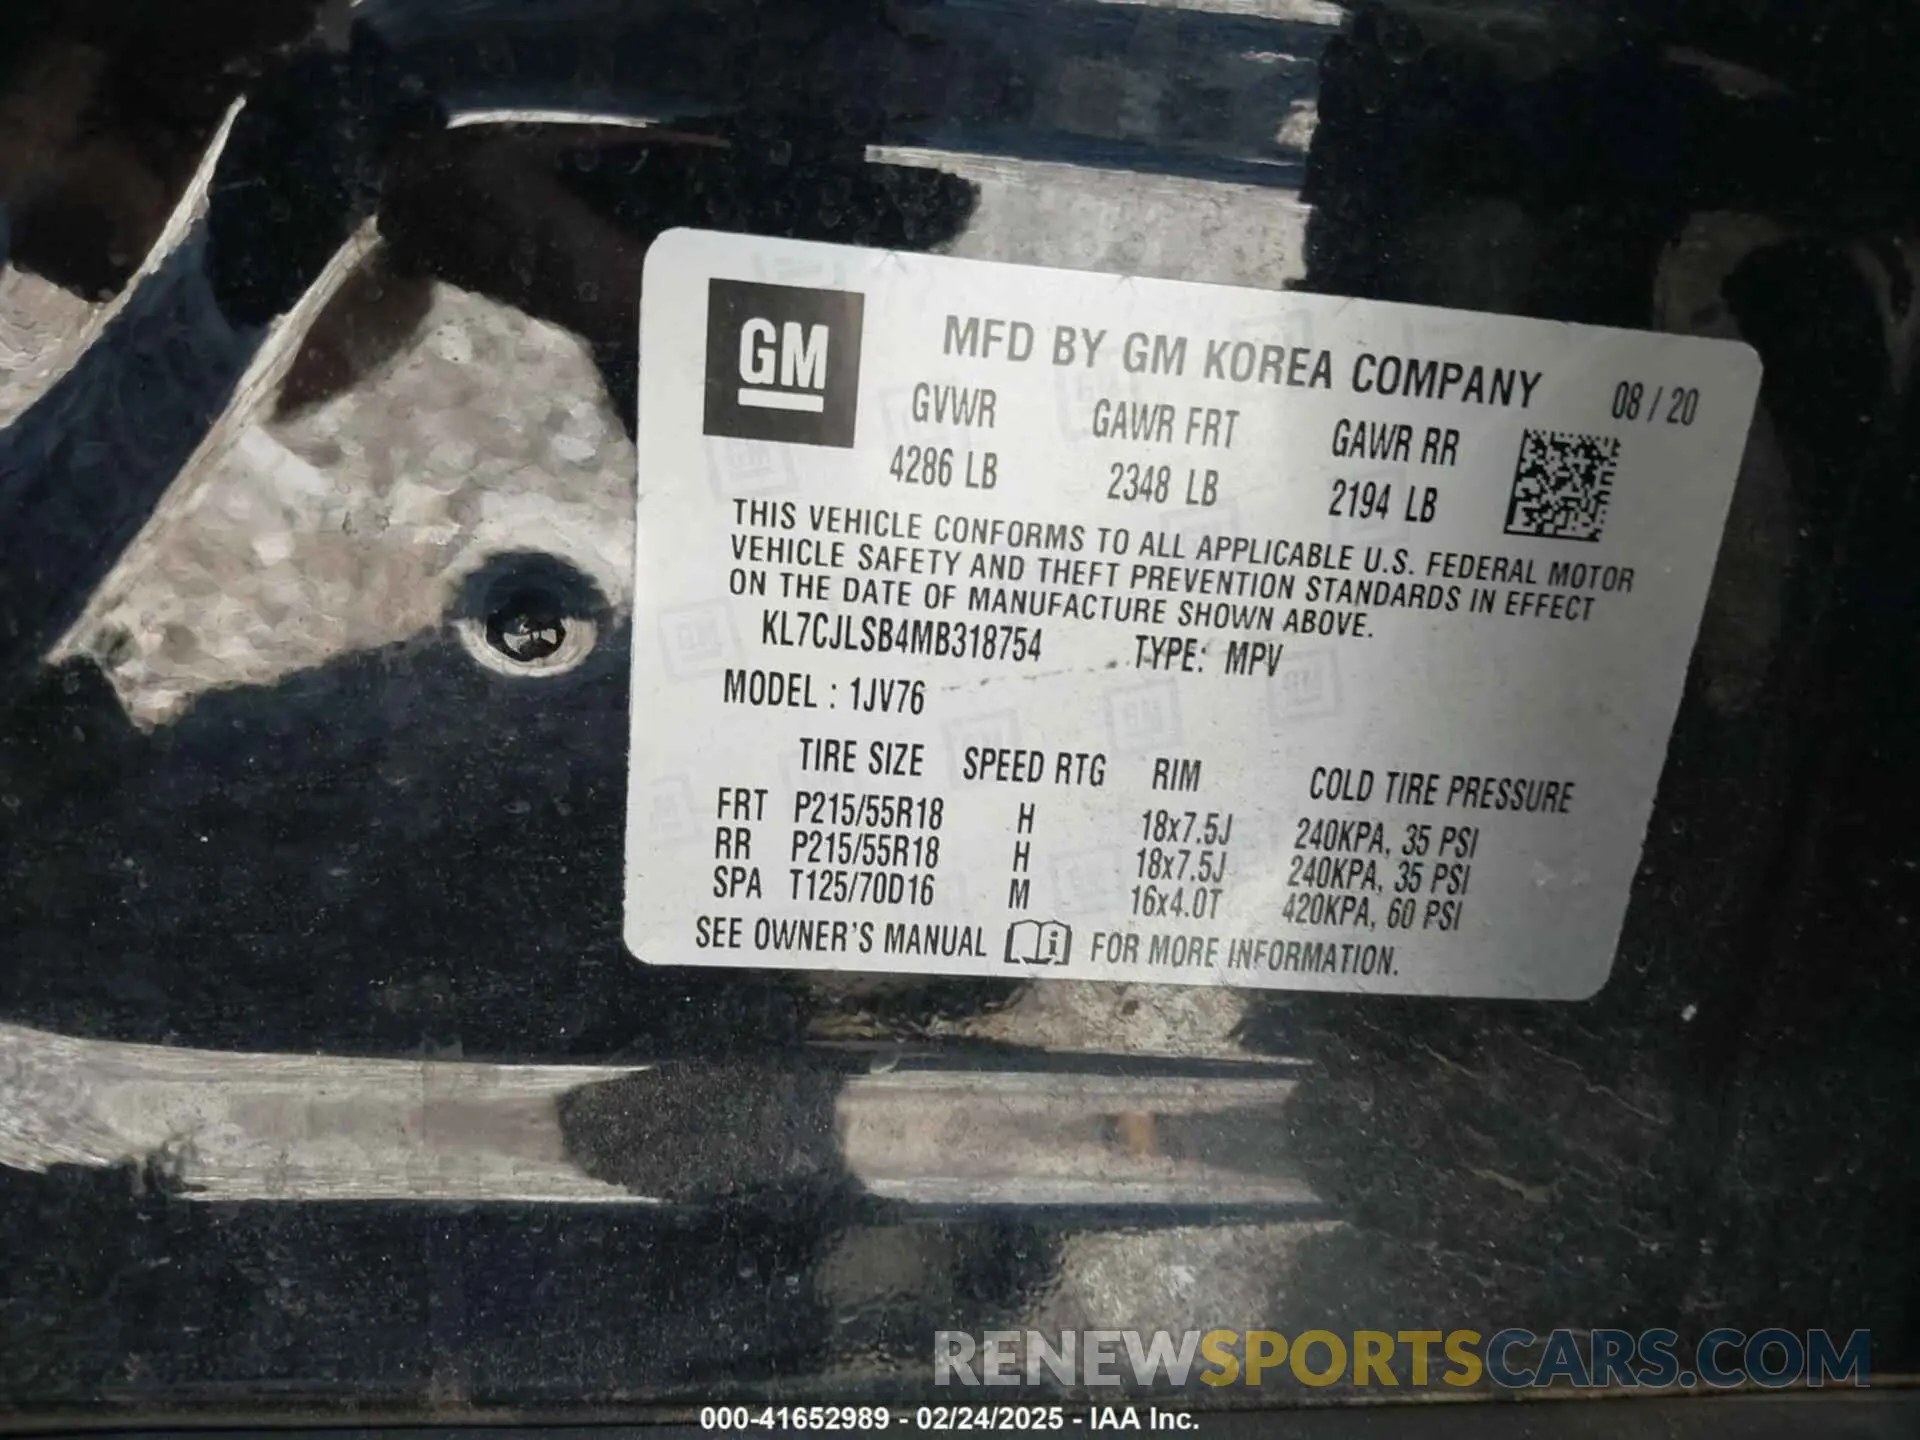 GM
MFD BY GM KOREA COMPANY 08 / 20
GVWR GAWR FRT GAWR RR
4286 LB 2348 LB 2194 LB
THIS VEHICLE CONFORMS TO ALL APPLICABLE U.S. FEDERAL MOTOR
VEHICLE SAFETY AND THEFT PREVENTION STANDARDS IN EFFECT
ON THE DATE OF MANUFACTURE SHOWN ABOVE.
KL7CJLSB4MB318754 TYPE: MPV
MODEL : 1JV76
TIRE SIZE SPEED RTG RIM COLD TIRE PRESSURE
FRT P215/55R18 H 18x7.5J 240KPA, 35 PSI
RR P215/55R18 H 18x7.5J 240KPA, 35 PSI
SPA T125/70D16 M 16x4.0T 420KPA, 60 PSI
SEE OWNER'S MANUAL FOR MORE INFORMATION.
RENEWSPORTSCARS.COM
000-41652989 - 02/24/2025 - IAA Inc.